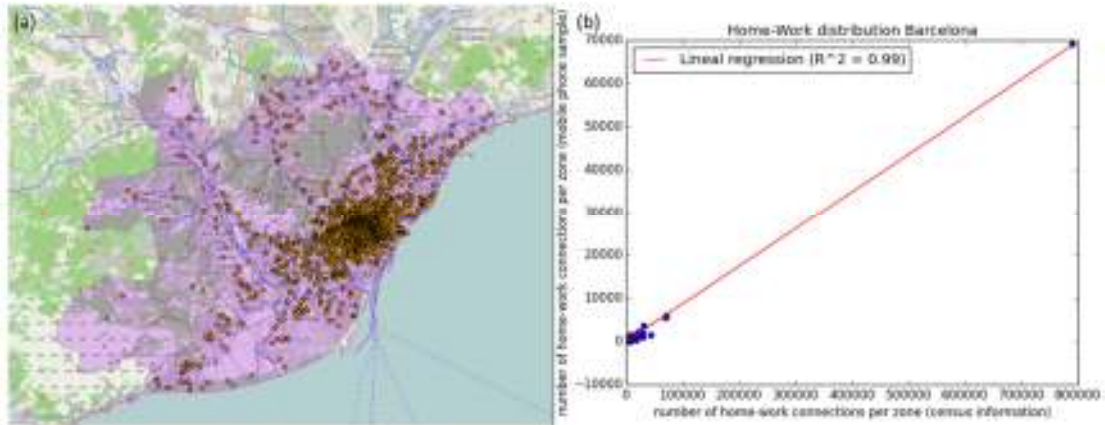 (a)
(b)
Home-Work distribution Barcelona
Lineal regression (R^2 = 0.99)
number of home-work connections per zone (mobile phone sample)
70000
60000
50000
40000
30000
20000
10000
0
−10000
0 100000 200000 300000 400000 500000 600000 700000 800000
number of home-work connections per zone (census information)